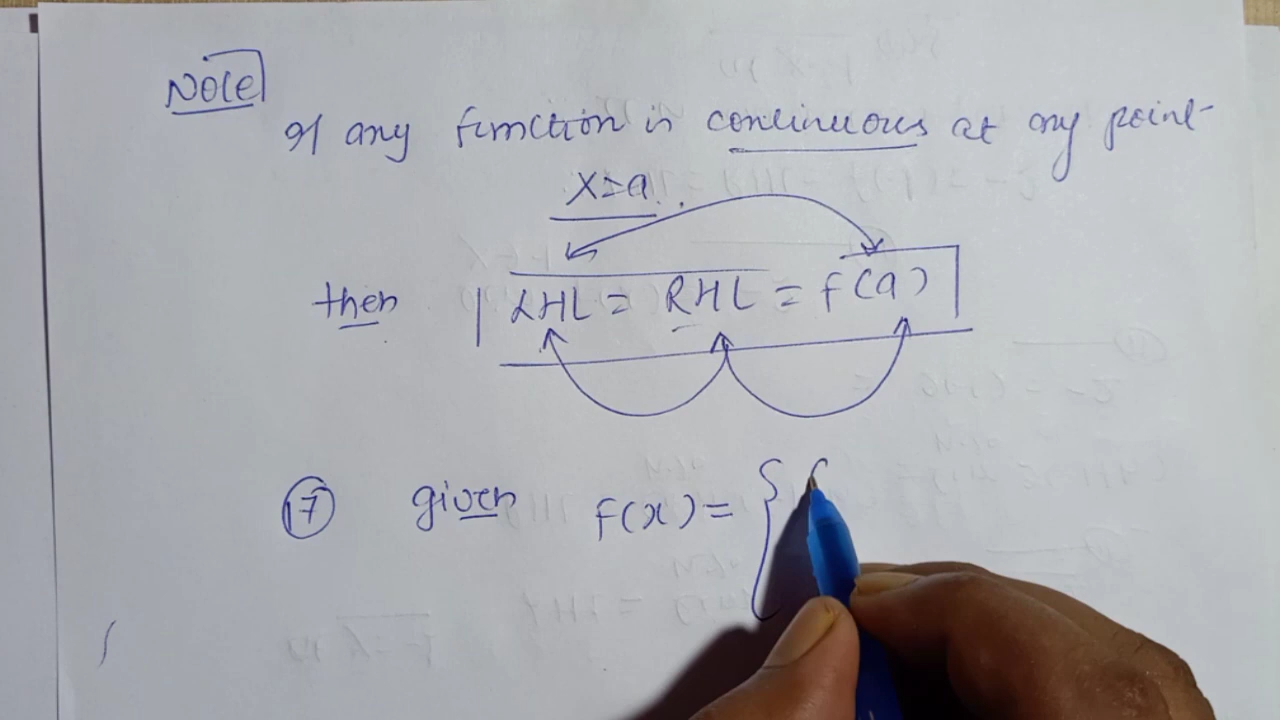 Note
If any function is continuous at any point
x=a.
then LHL = RHL = f(a)
17 given f(x) = {